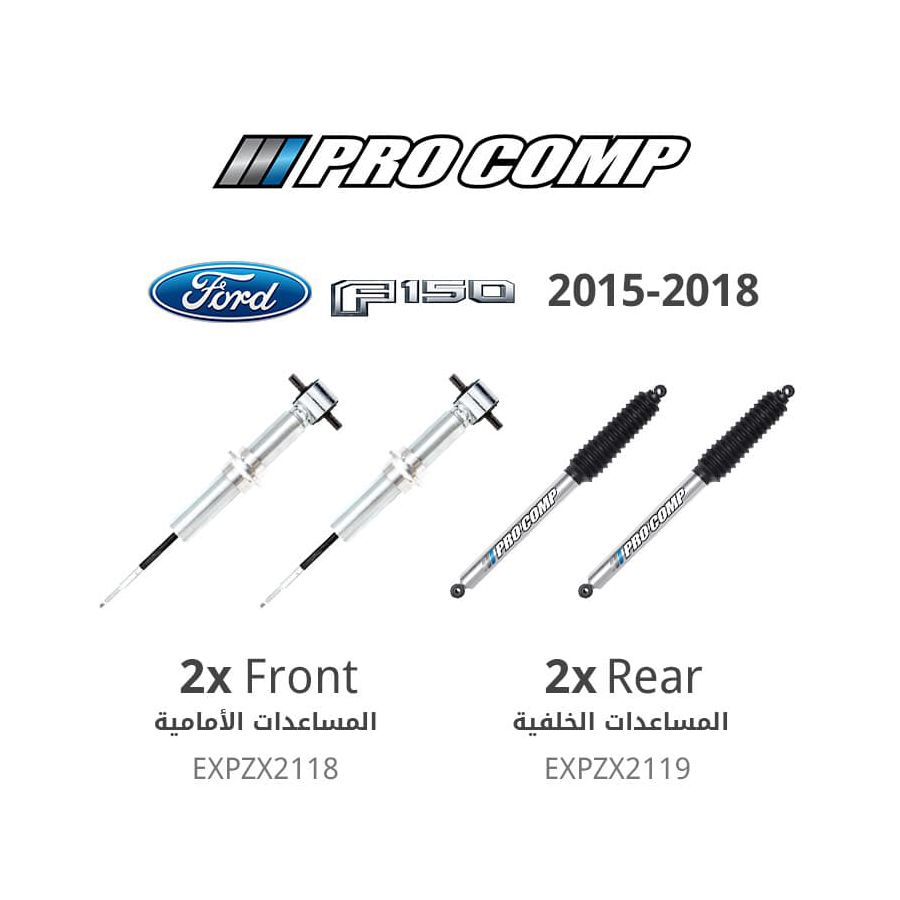 PRO COMP
Ford F150 2015-2018
PRO COMP PRO COMP
2x Front
المساعدات الأمامية
EXPZX2118
2x Rear
المساعدات الخلفية
EXPZX2119